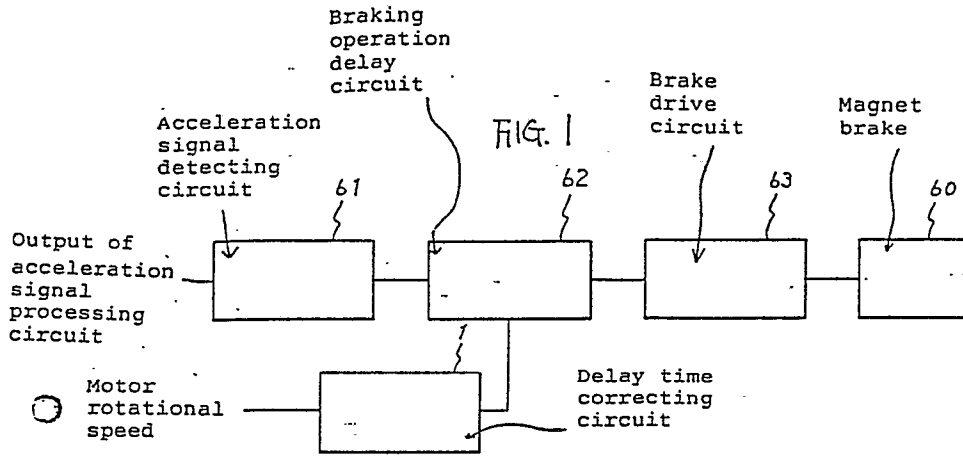 Braking
operation
delay
circuit
FIG. 1
Brake
drive
circuit
Magnet
brake
Acceleration
signal
detecting
circuit
61
62
63
60
Output of
acceleration
signal
processing
circuit
1
Motor
rotational
speed
Delay time
correcting
circuit